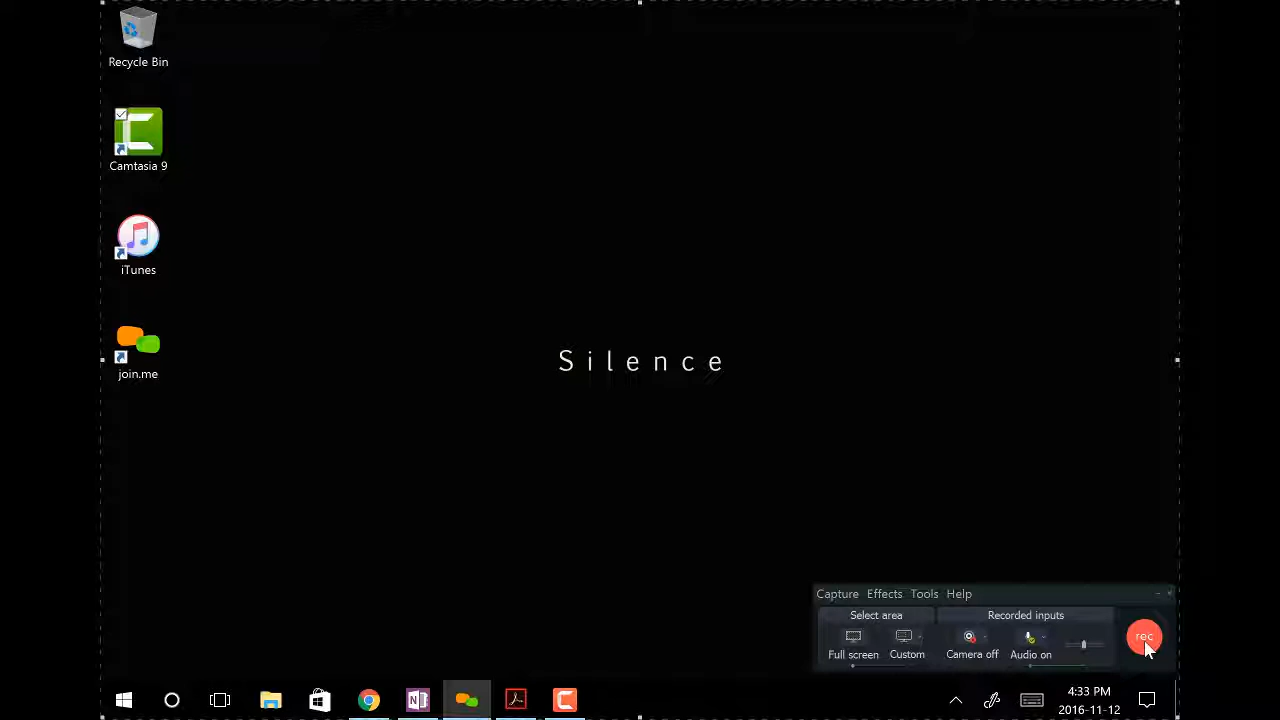 Recycle Bin
Camtasia 9
iTunes
join.me
S i l e n c e
Capture Effects Tools Help
Select area Recorded inputs
Full screen Custom Camera off Audio on rec
4:33 PM
2016-11-12